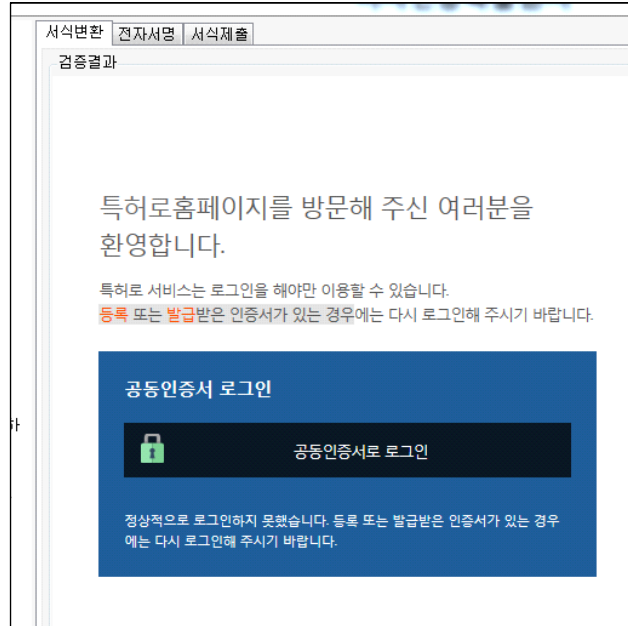 서식변환 전자서명 서식제출
검증결과
특허로홈페이지를 방문해 주신 여러분을
환영합니다.
특허로 서비스는 로그인을 해야만 이용할 수 있습니다.
등록 또는 발급받은 인증서가 있는 경우에는 다시 로그인해 주시기 바랍니다.
공동인증서 로그인
하
공동인증서로 로그인
정상적으로 로그인하지 못했습니다. 등록 또는 발급받은 인증서가 있는 경우
에는 다시 로그인해 주시기 바랍니다.